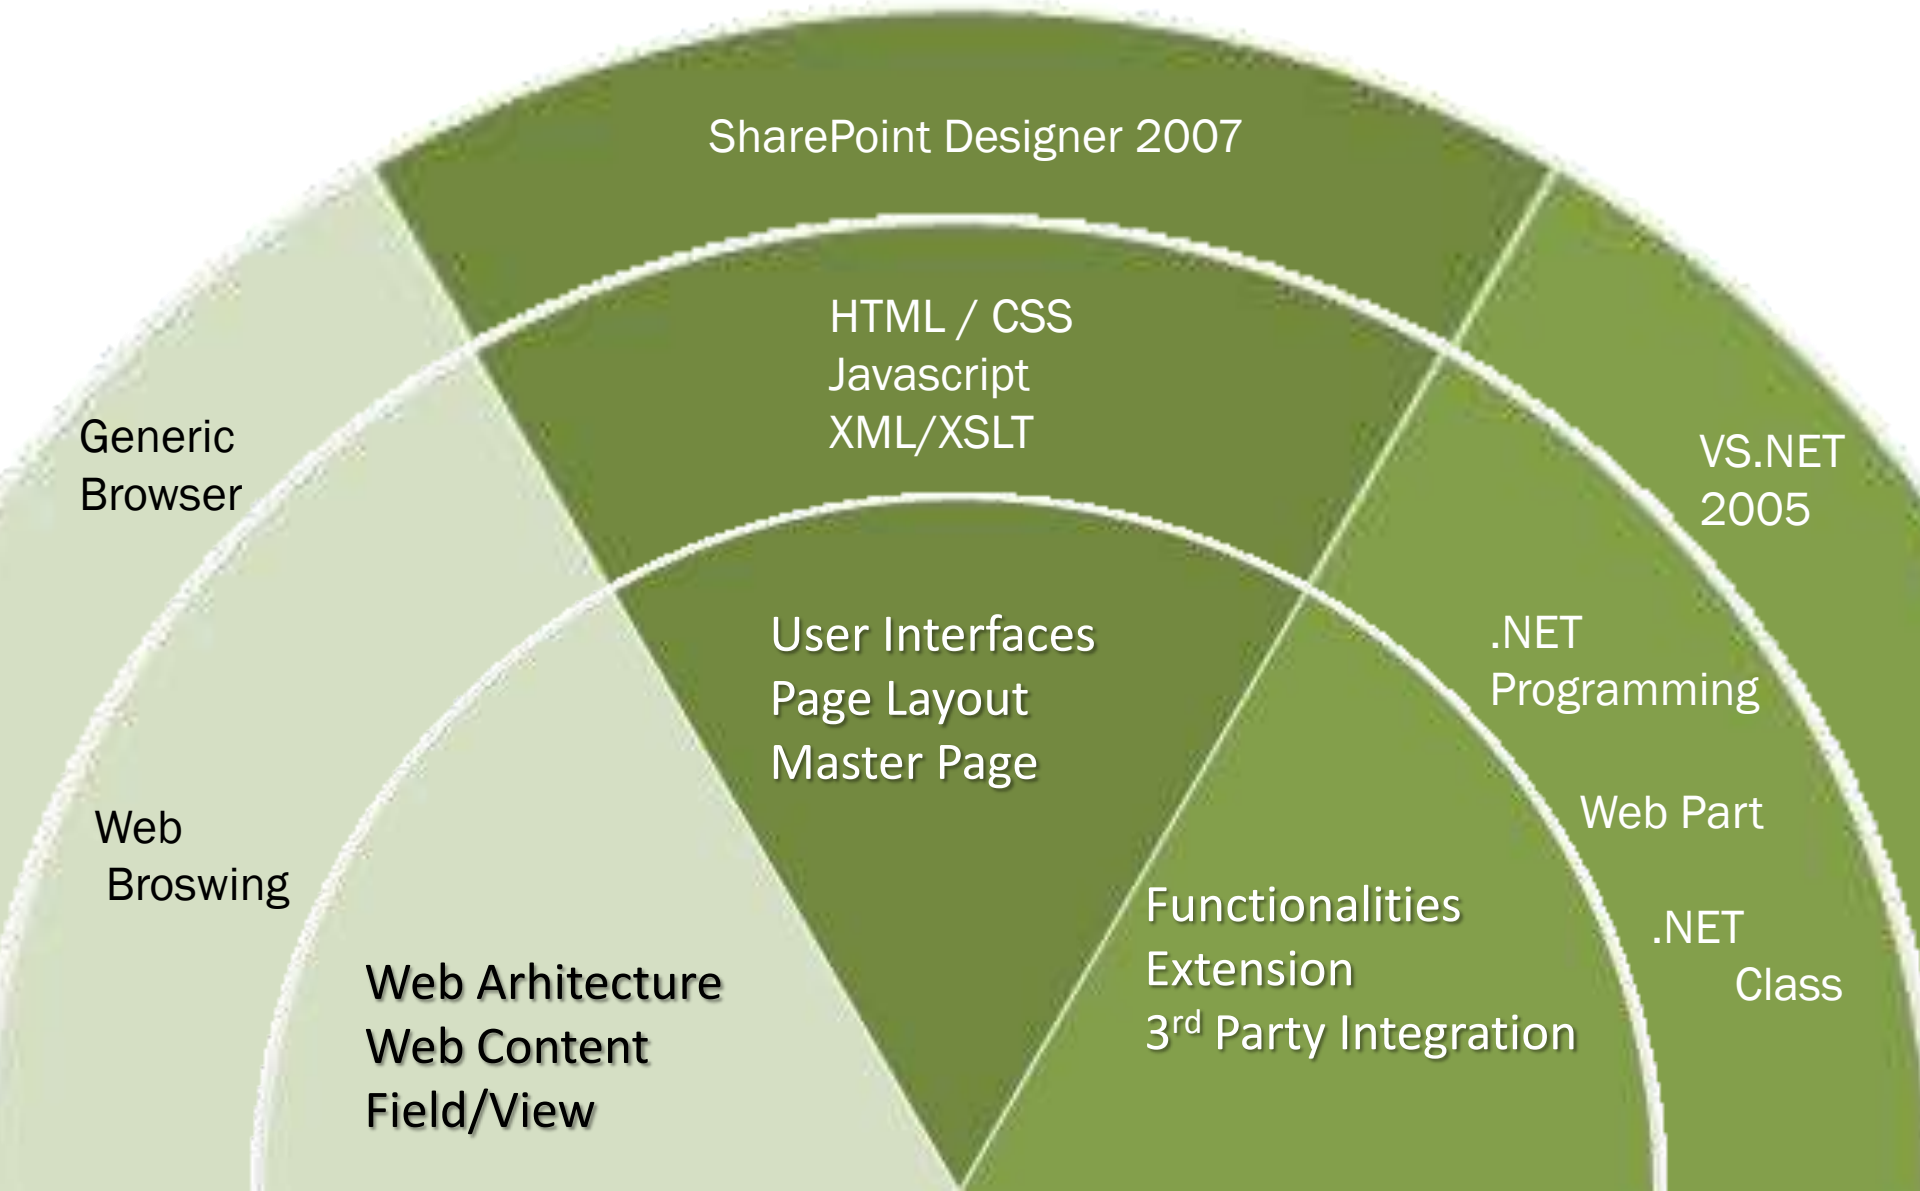 SharePoint Designer 2007
HTML / CSS
Javascript
XML/XSLT
User Interfaces
Page Layout
Master Page
Generic
Browser
Web
Broswing
Web Arhitecture
Web Content
Field/View
VS.NET
2005
.NET
Programming
Web Part
.NET
Class
Functionalities
Extension
3rd Party Integration